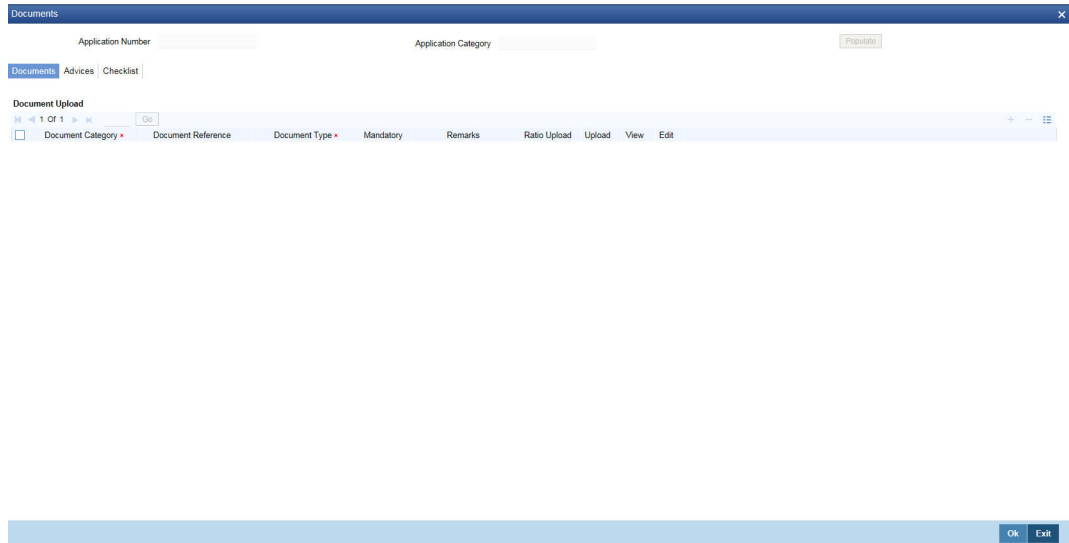 Documents
Application Number Application Category Populate
Documents Advices Checklist
Document Upload
1 Of 1 Go
Document Category * Document Reference Document Type * Mandatory Remarks Ratio Upload Upload View Edit
Ok Exit